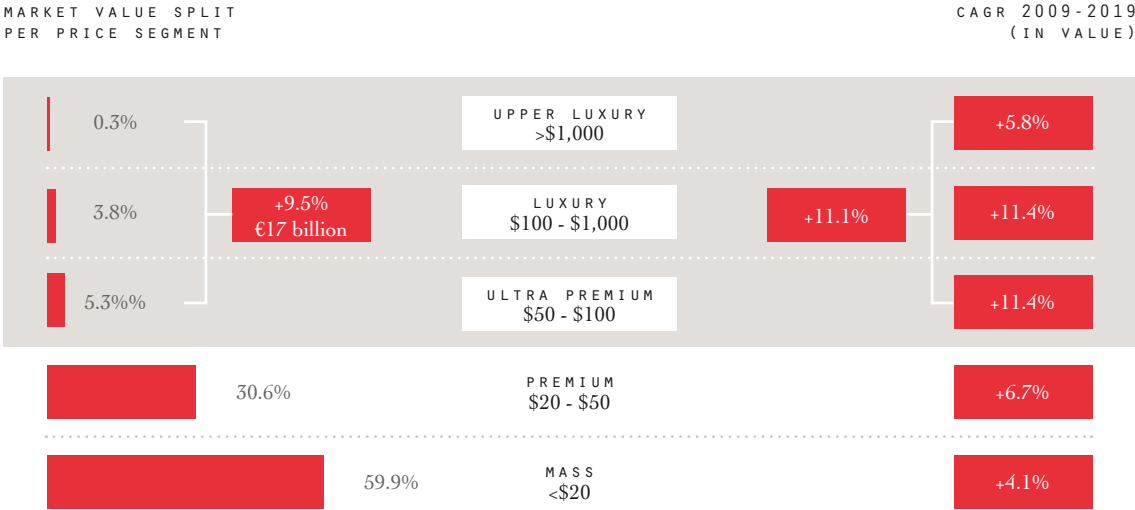 MARKET VALUE SPLIT
PER PRICE SEGMENT
CAGR 2009-2019
(IN VALUE)
0.3%
UPPER LUXURY
>$1,000
+5.8%
3.8%
+9.5%
€17 billion
LUXURY
$100 - $1,000
+11.1%
+11.4%
5.3%%
ULTRA PREMIUM
$50 - $100
+11.4%
30.6%
PREMIUM
$20 - $50
+6.7%
59.9%
MASS
<$20
+4.1%